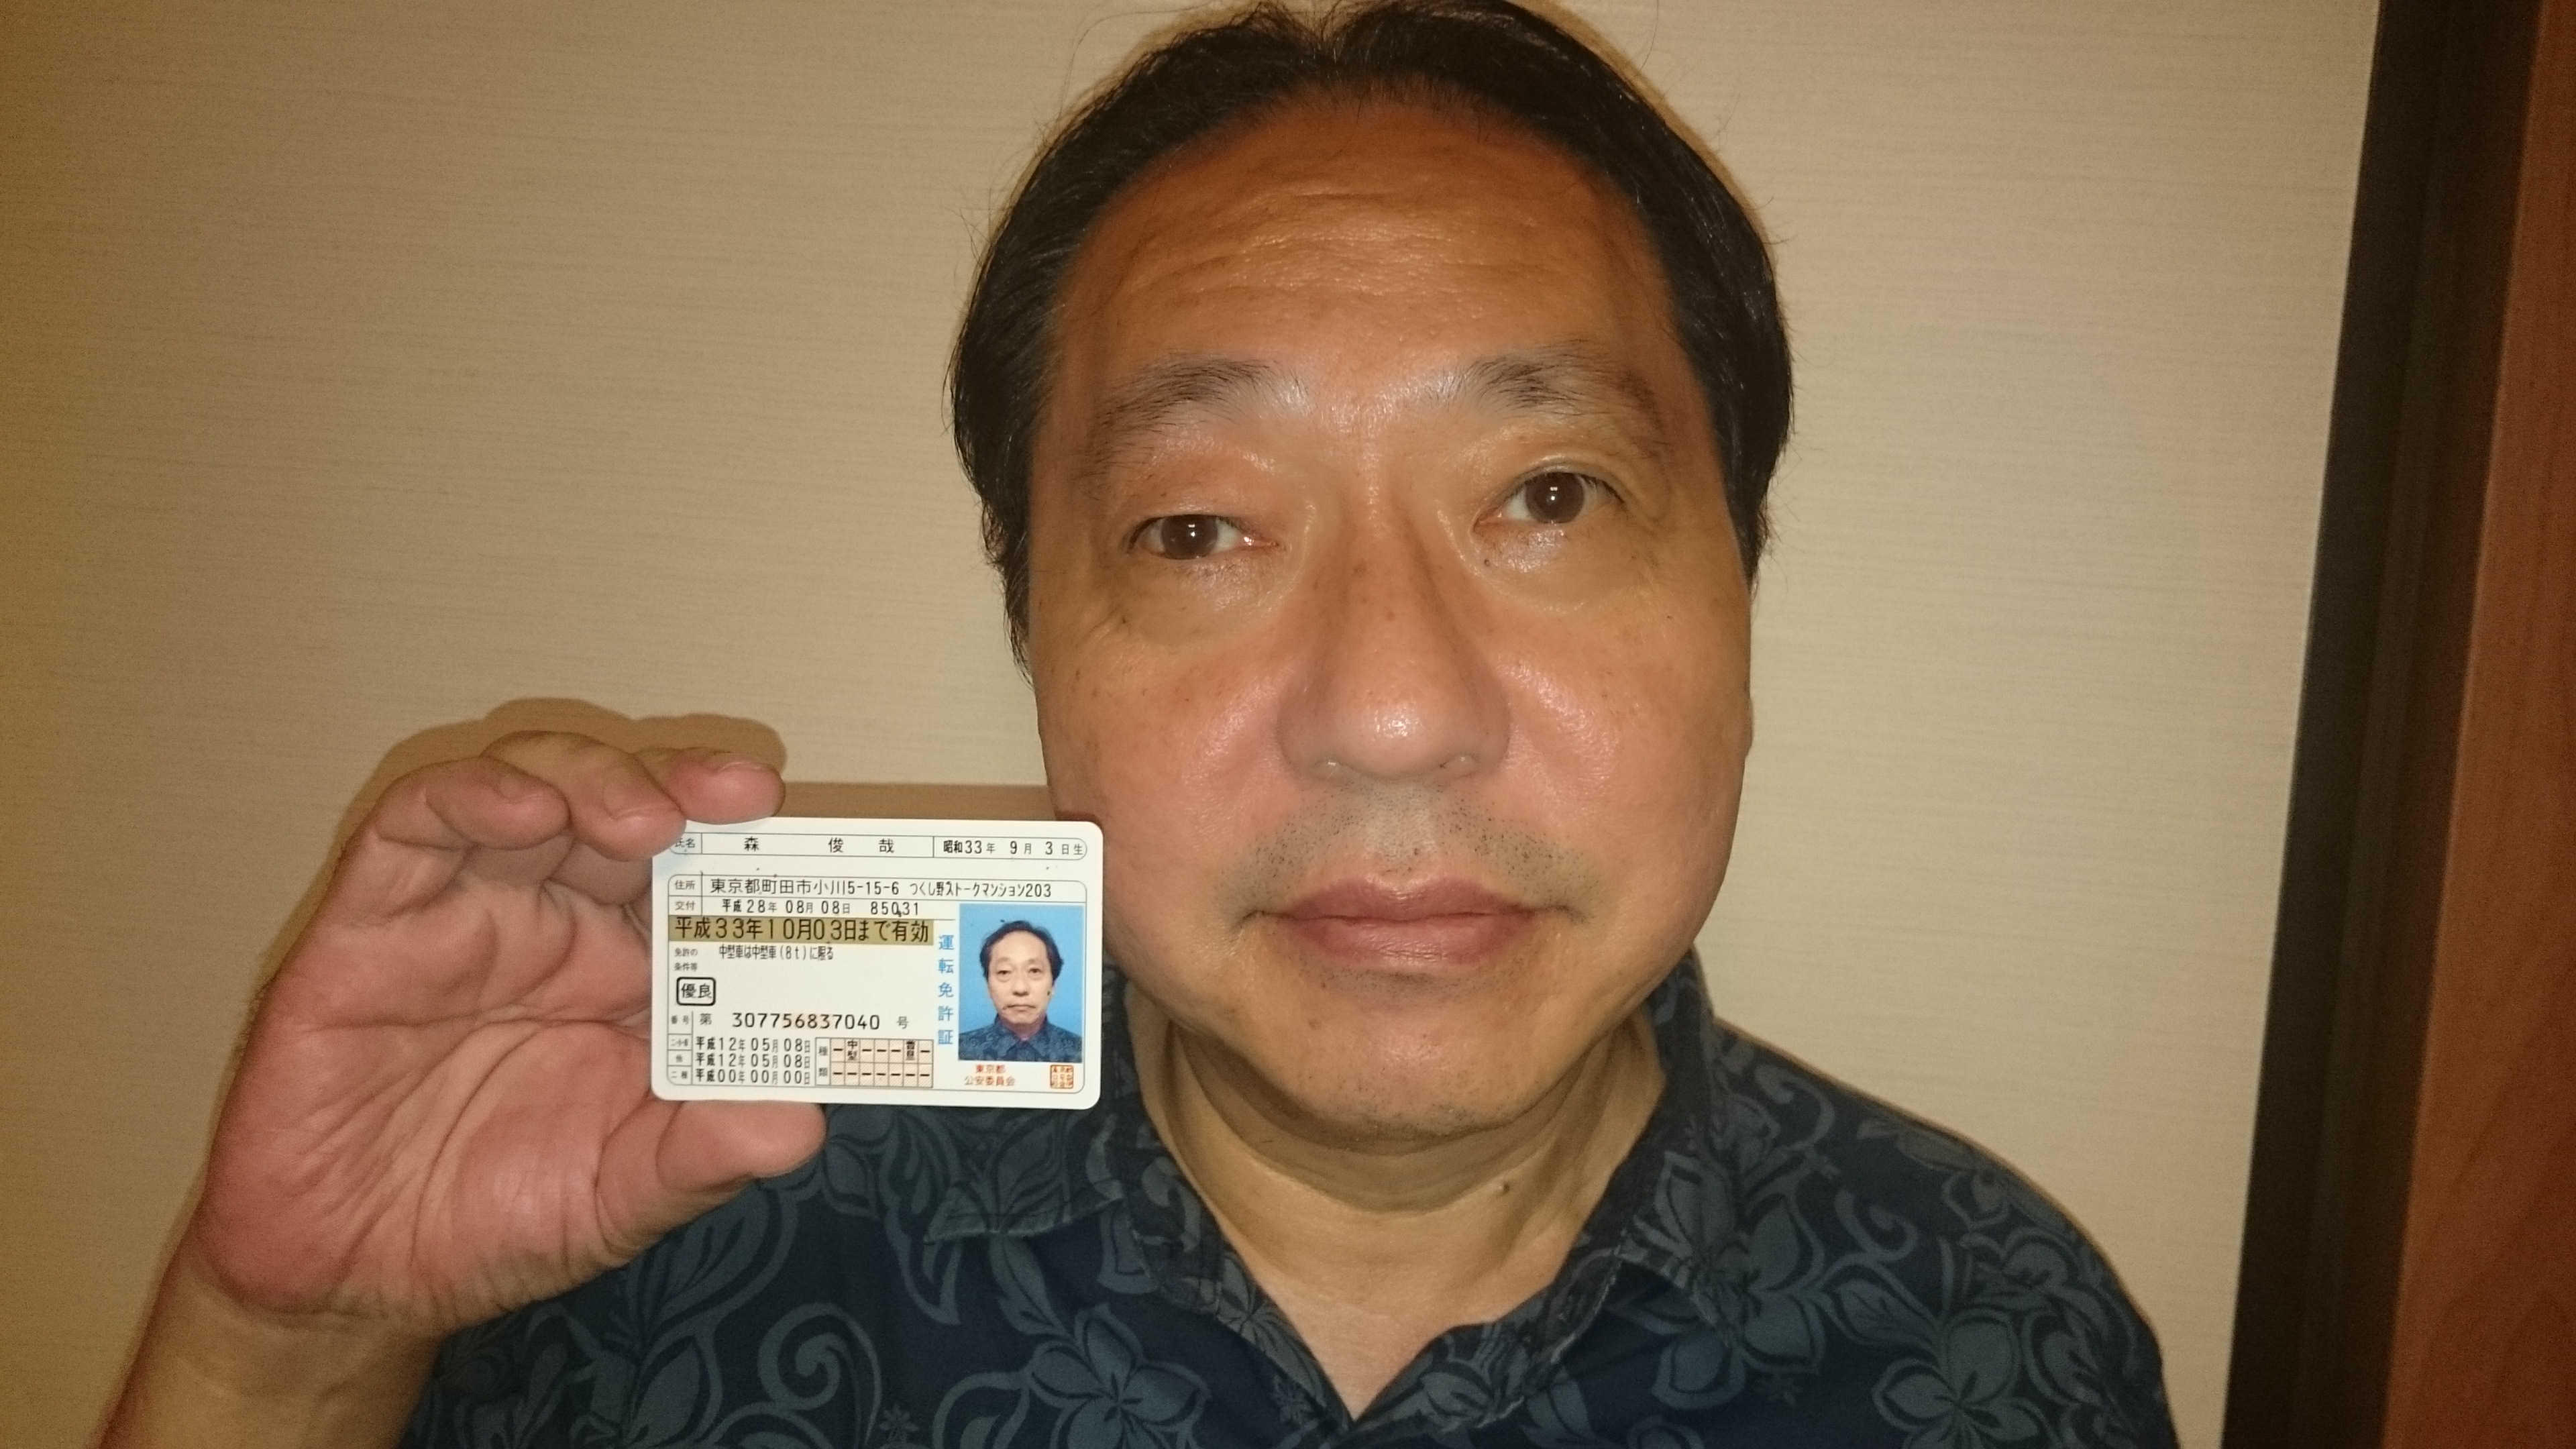 氏名 森 俊哉 昭和33年 9月 3日生
住所 東京都町田市小川5-15-6 つくし野ストークマンション203
交付 平成28年08月08日 85031
平成33年10月03日まで有効
免許の条件等 中型車は中型車(8t)に限る
優良
番号 第 307756837040 号
二小原 平成12年05月08日
他 平成12年05月08日
二種 平成00年00月00日
種類 中型 普自二
運転免許証
東京都
公安委員会